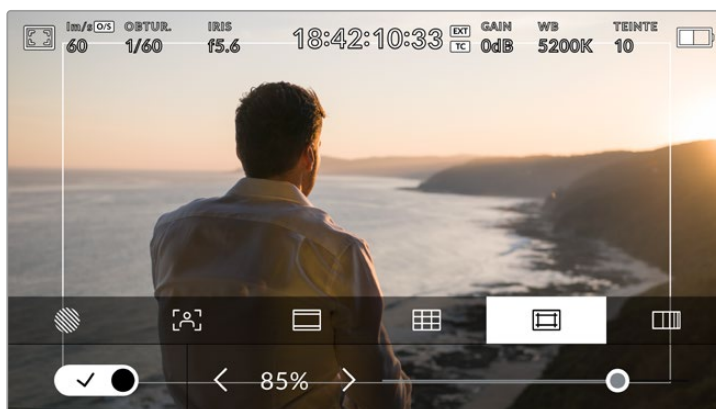 Im/s O/S OBTUR. IRIS 18:42:10:33 EXT TC GAIN WB TEINTE
60 1/60 f5.6 0dB 5200K 10
85%